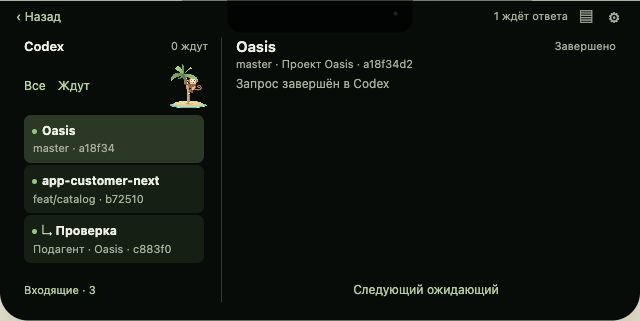 ‹ Назад
1 ждёт ответа
Codex
0 ждут
Все Ждут
Oasis
master · a18f34
app-customer-next
feat/catalog · b72510
Проверка
Подагент · Oasis · c883f0
Входящие · 3
Oasis
Завершено
master · Проект Oasis · a18f34d2
Запрос завершён в Codex
Следующий ожидающий